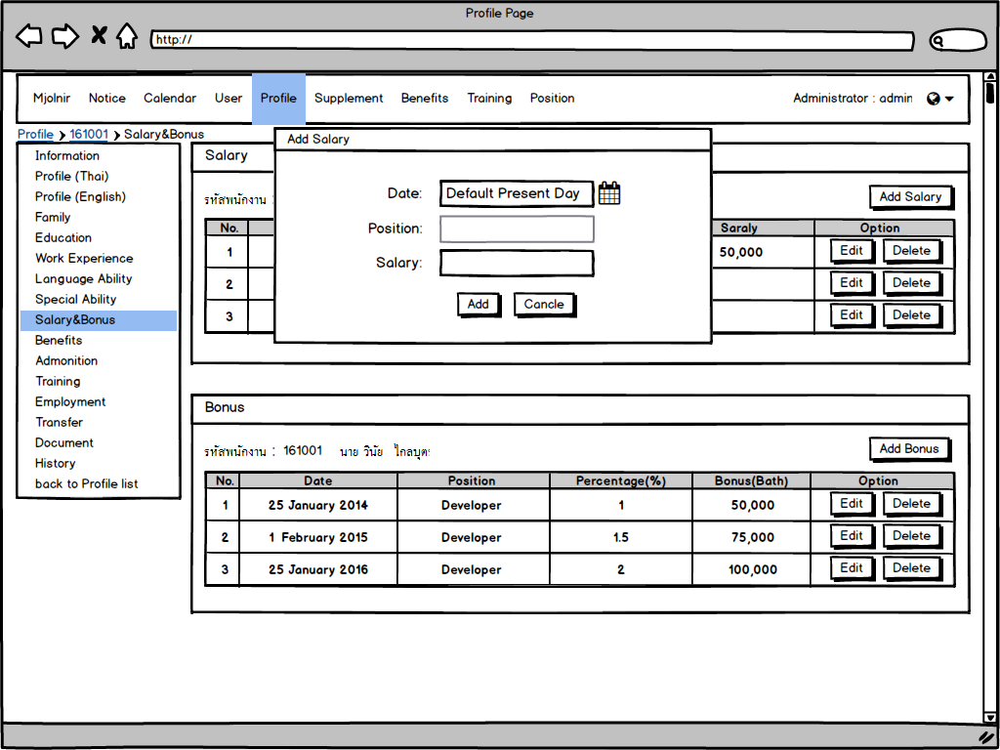 Profile Page
http://
Mjolnir Notice Calendar User Profile Supplement Benefits Training Position Administrator : admin
Profile 161001 Salary&Bonus
Information
Profile (Thai)
Profile (English)
Family
Education
Work Experience
Language Ability
Special Ability
Salary&Bonus
Benefits
Admonition
Training
Employment
Transfer
Document
History
back to Profile list
Salary
รหัสพนักงาน :
Add Salary
No. Saraly Option
1 50,000 Edit Delete
2 Edit Delete
3 Edit Delete
Add Salary
Date: Default Present Day
Position:
Salary:
Add Cancle
Bonus
รหัสพนักงาน : 161001 นาย วินัย ไกลบุต
Add Bonus
No. Date Position Percentage(%) Bonus(Bath) Option
1 25 January 2014 Developer 1 50,000 Edit Delete
2 1 February 2015 Developer 1.5 75,000 Edit Delete
3 25 January 2016 Developer 2 100,000 Edit Delete